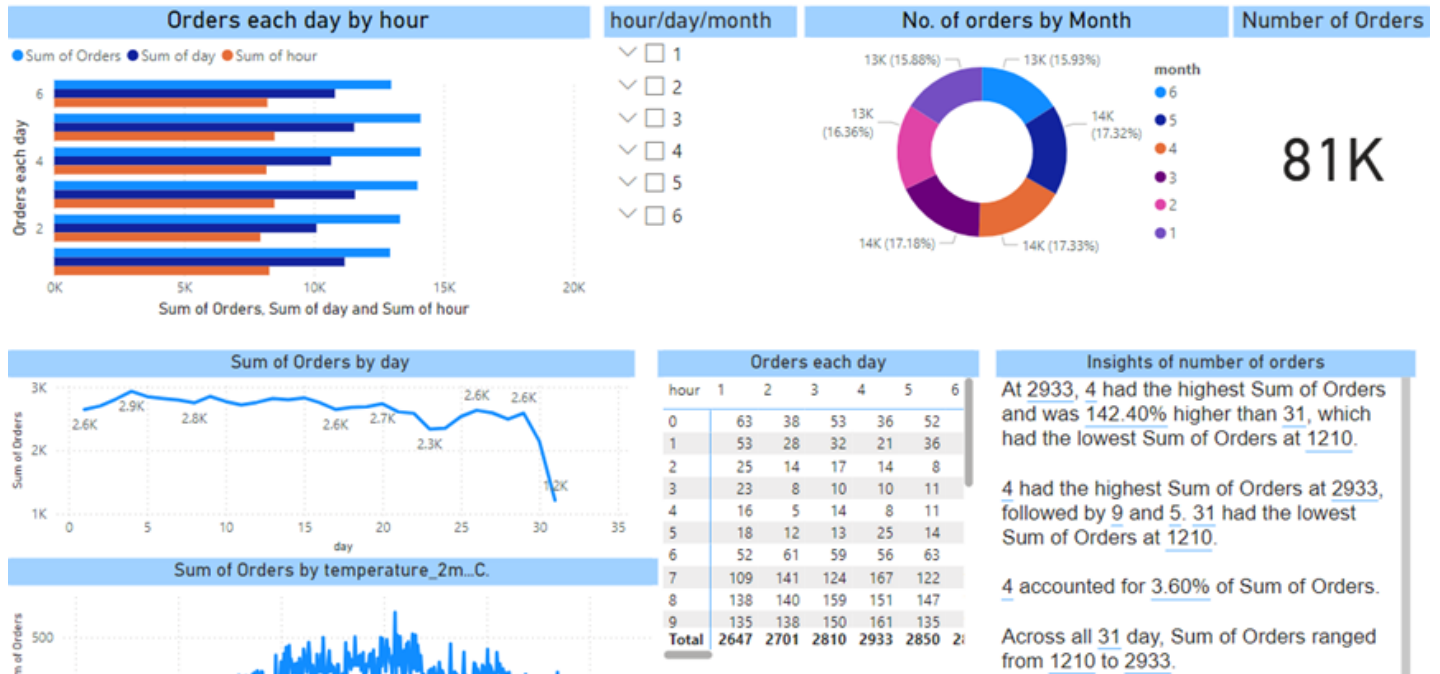 Orders each day by hour
Sum of Orders Sum of day Sum of hour
Orders each day
6
4
2
0K 5K 10K 15K 20K
Sum of Orders, Sum of day and Sum of hour
hour/day/month
1
2
3
4
5
6
No. of orders by Month
13K (15.88%)
13K (15.93%)
13K
(16.36%)
14K
(17.32%)
14K (17.18%)
14K (17.33%)
month
6
5
4
3
2
1
Number of Orders
81K
Sum of Orders by day
Sum of Orders
3K
2K
1K
2.6K
2.9K
2.8K
2.6K
2.7K
2.3K
2.6K
2.6K
1.2K
0 5 10 15 20 25 30 35
day
Sum of Orders by temperature_2m...C.
500
Orders each day
hour 1 2 3 4 5 6
0 63 38 53 36 52
1 53 28 32 21 36
2 25 14 17 14 8
3 23 8 10 10 11
4 16 5 14 8 11
5 18 12 13 25 14
6 52 61 59 56 63
7 109 141 124 167 122
8 138 140 159 151 147
9 135 138 150 161 135
Total 2647 2701 2810 2933 2850
Insights of number of orders
At 2933, 4 had the highest Sum of Orders
and was 142.40% higher than 31, which
had the lowest Sum of Orders at 1210.
4 had the highest Sum of Orders at 2933,
followed by 9 and 5. 31 had the lowest
Sum of Orders at 1210.
4 accounted for 3.60% of Sum of Orders.
Across all 31 day, Sum of Orders ranged
from 1210 to 2933.